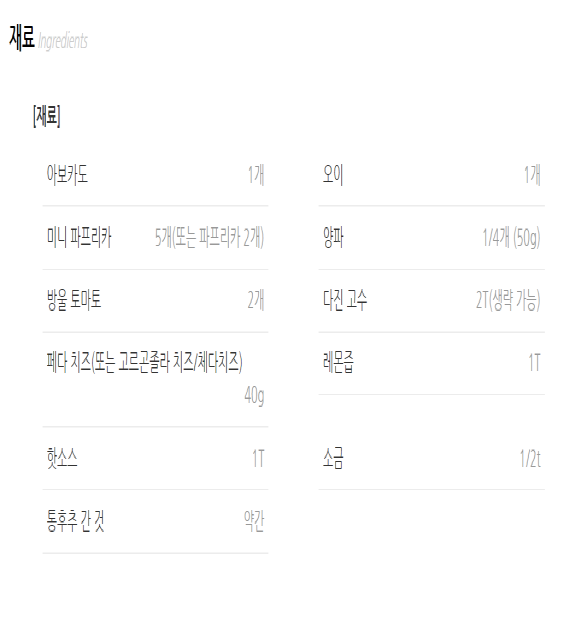 재료 Ingredients
[재료]
아보카도 1개
오이 1개
미니 파프리카 5개(또는 파프리카 2개)
양파 1/4개 (50g)
방울 토마토 2개
다진 고수 2T(생략 가능)
페다 치즈(또는 고르곤졸라 치즈/체다치즈)
40g
레몬즙 1T
핫소스 1T
소금 1/2t
통후추 간 것 약간